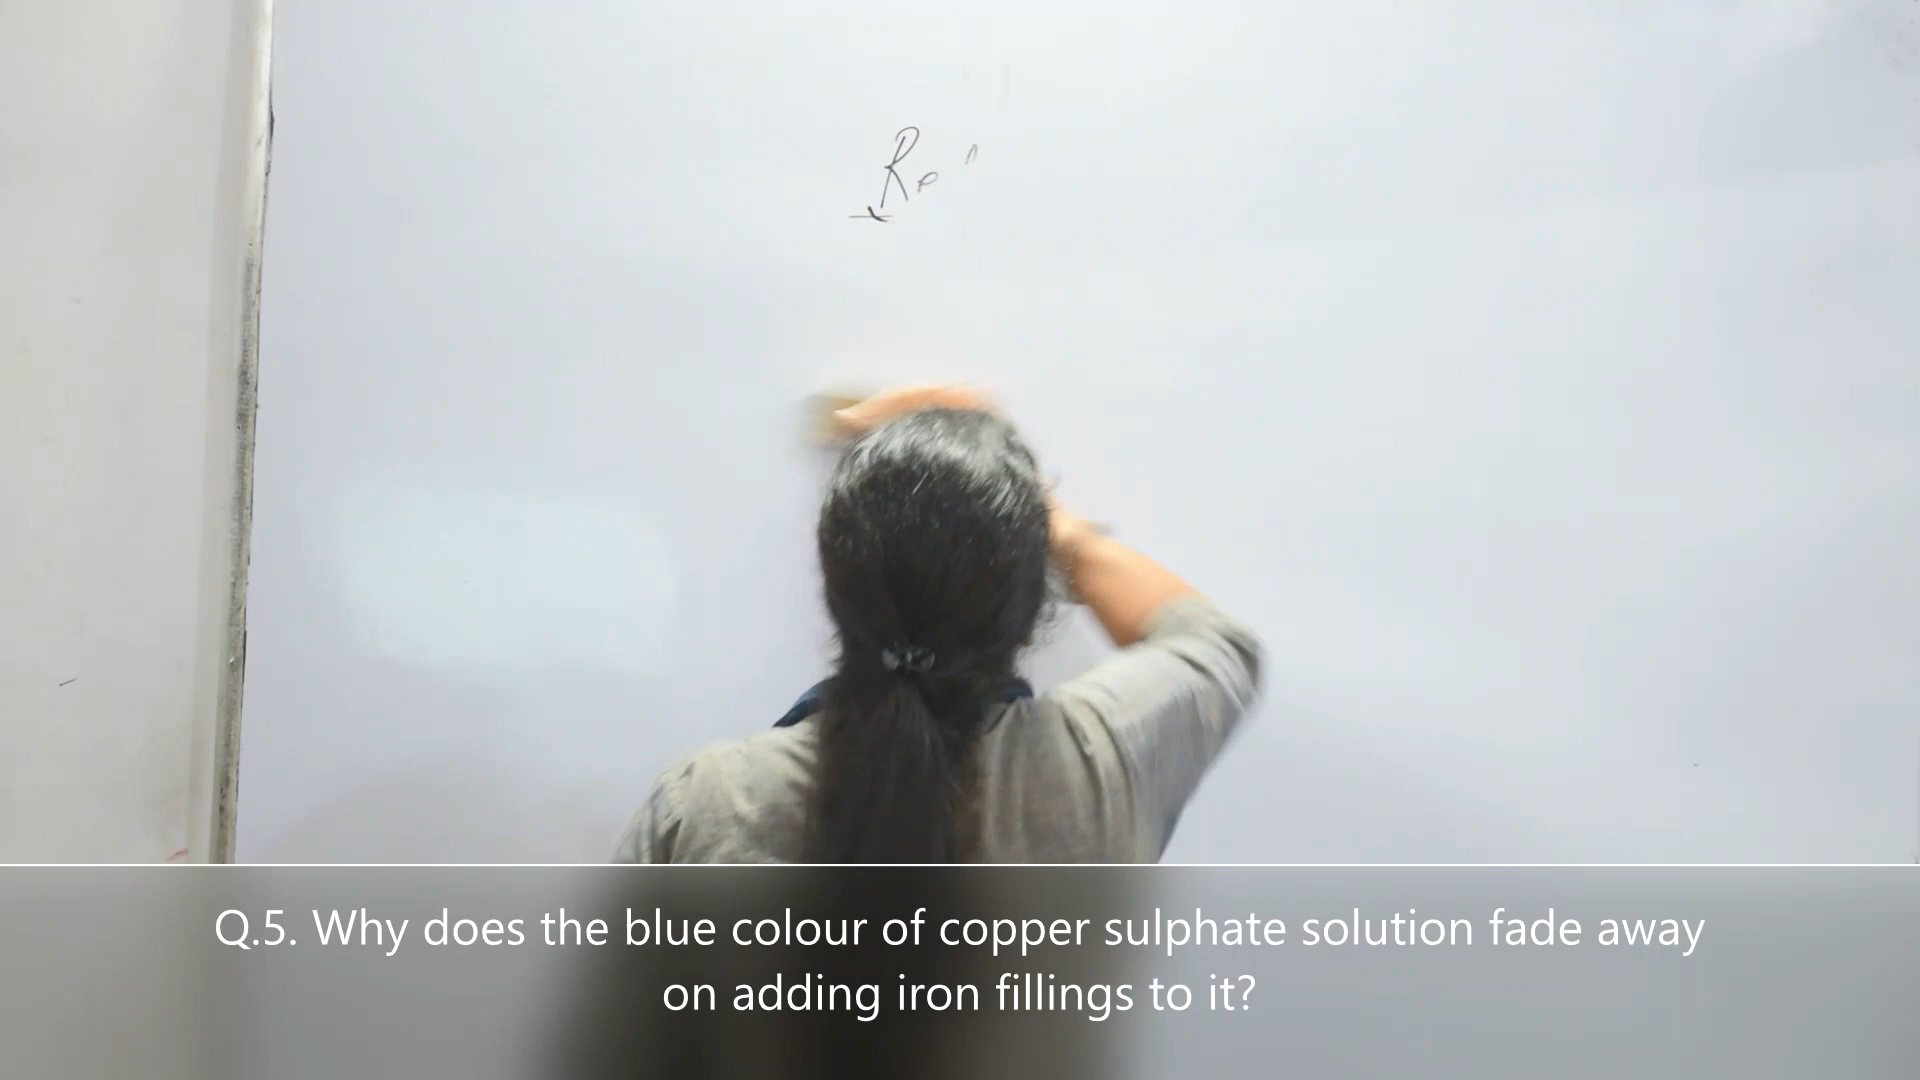 Q.5. Why does the blue colour of copper sulphate solution fade away
on adding iron fillings to it?